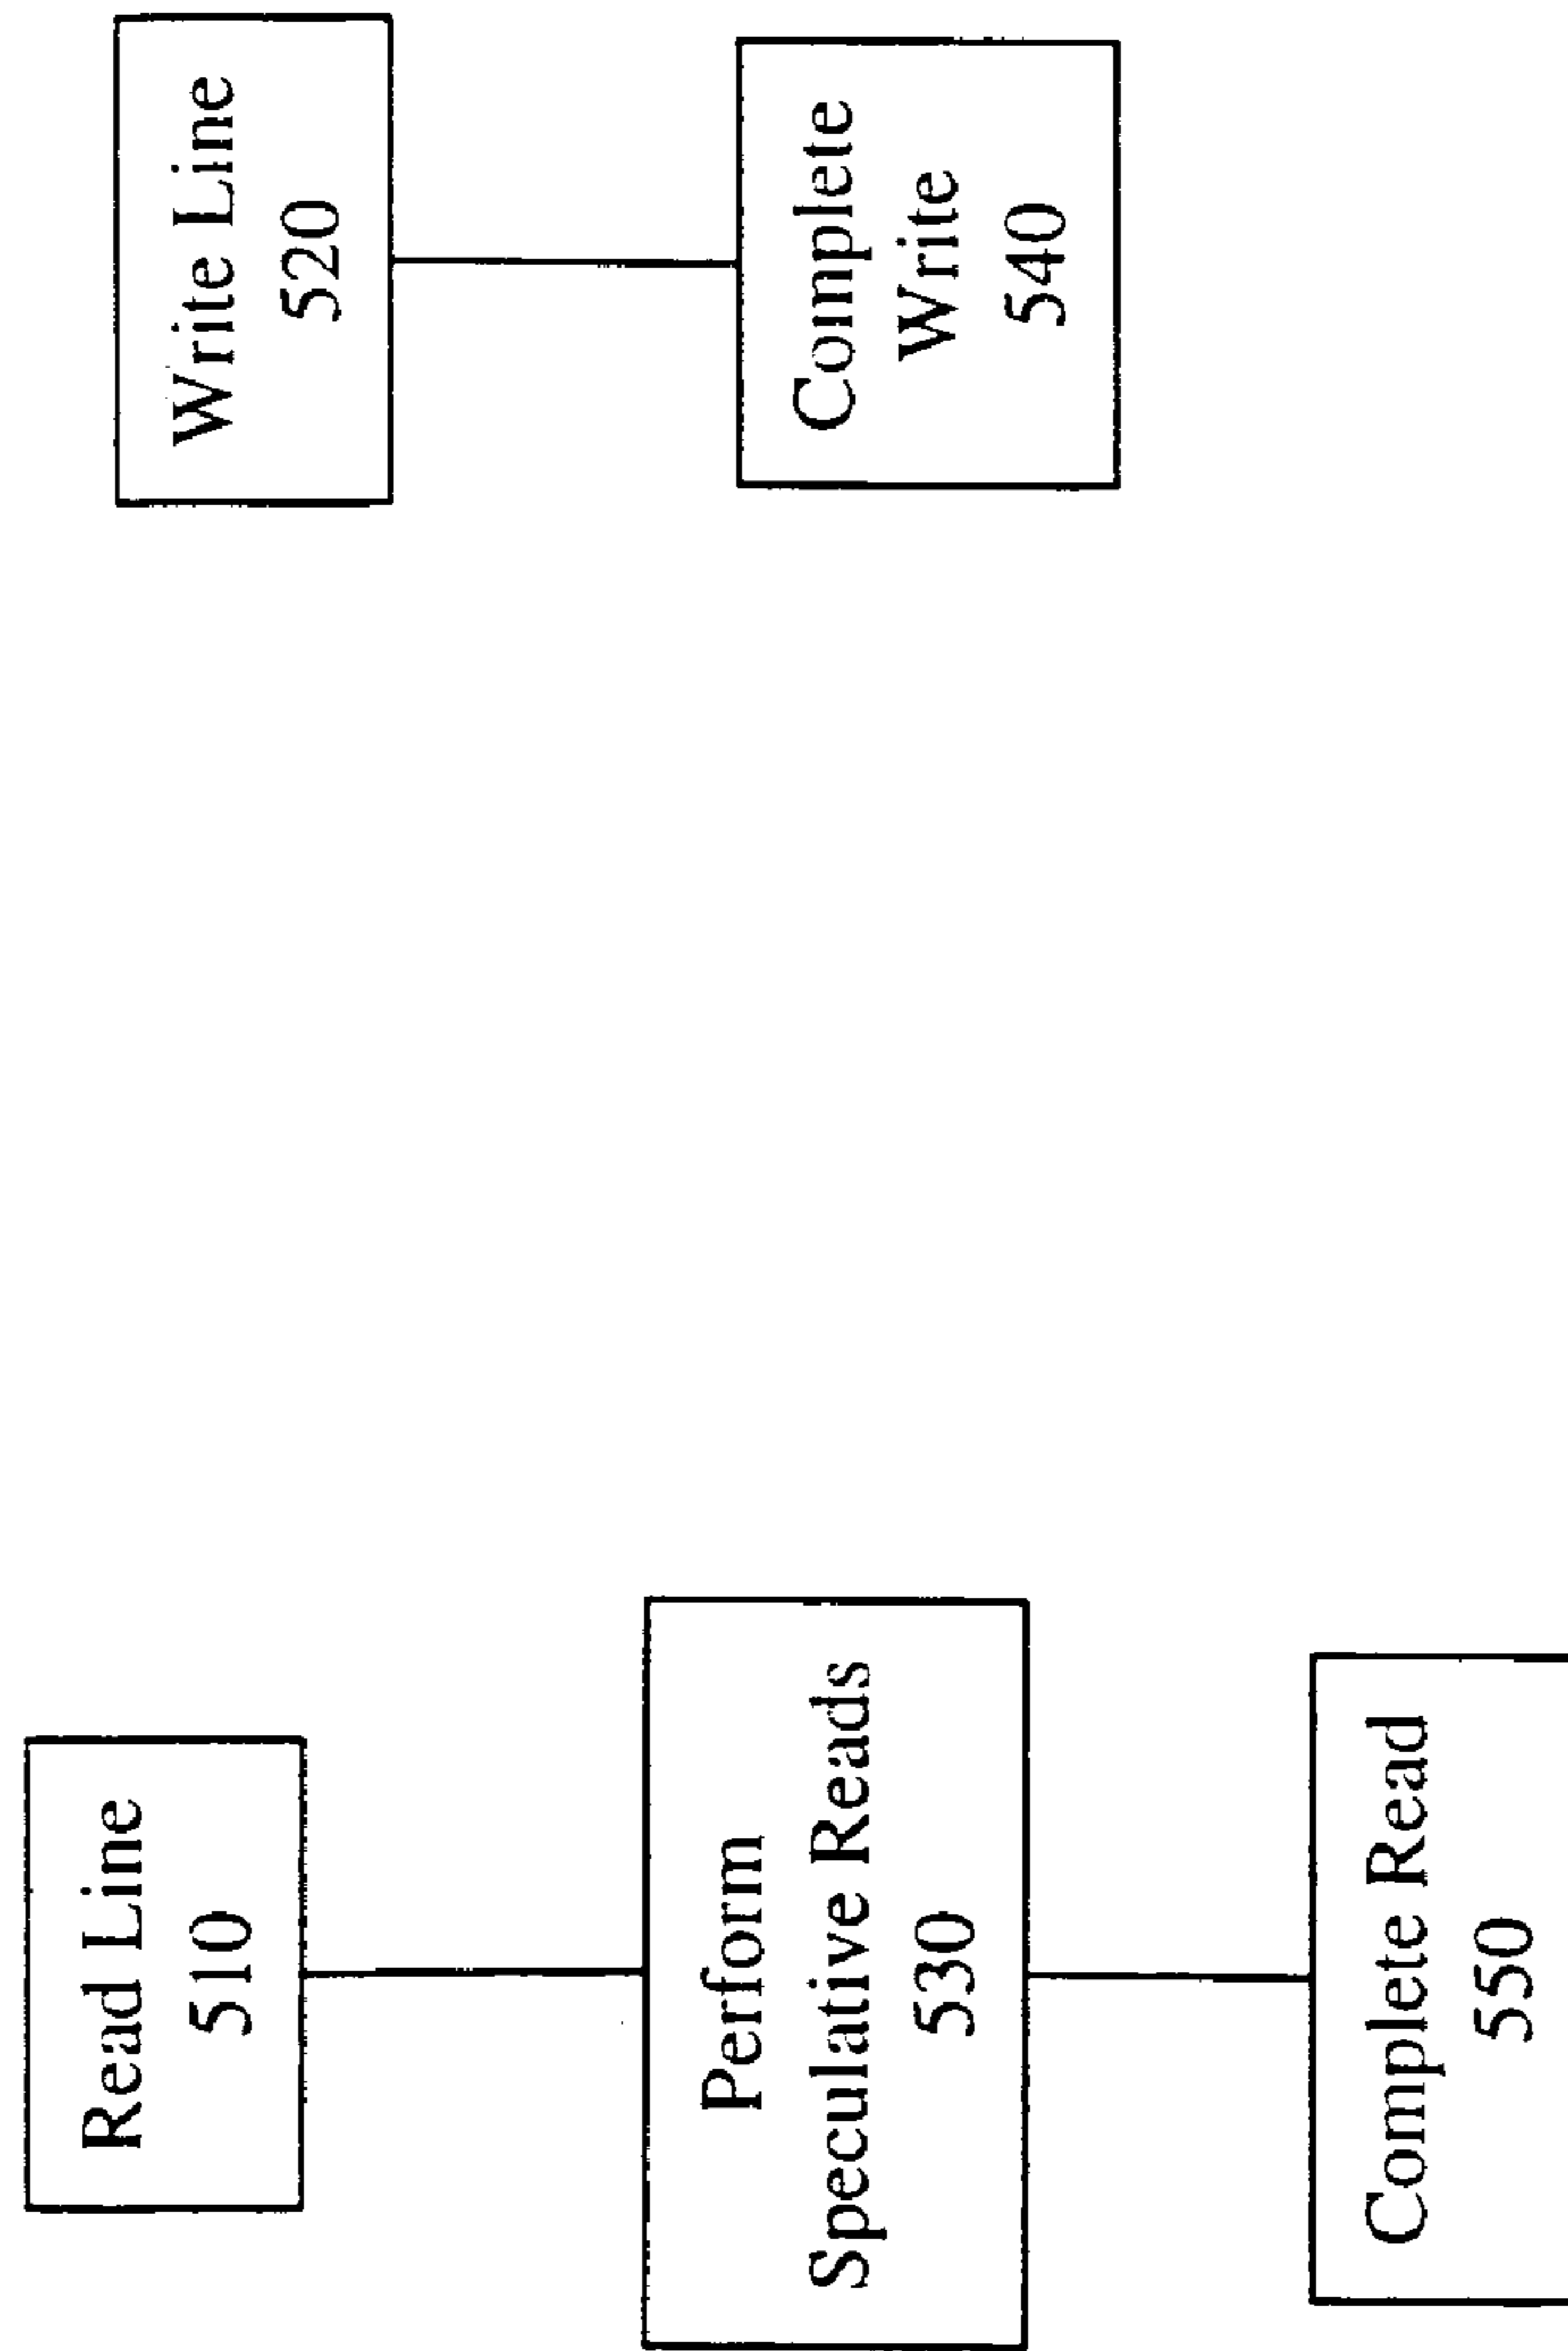 Read Line
510
Perform
Speculative Reads
530
Complete Read
550
Write Line
520
Complete
Write
540